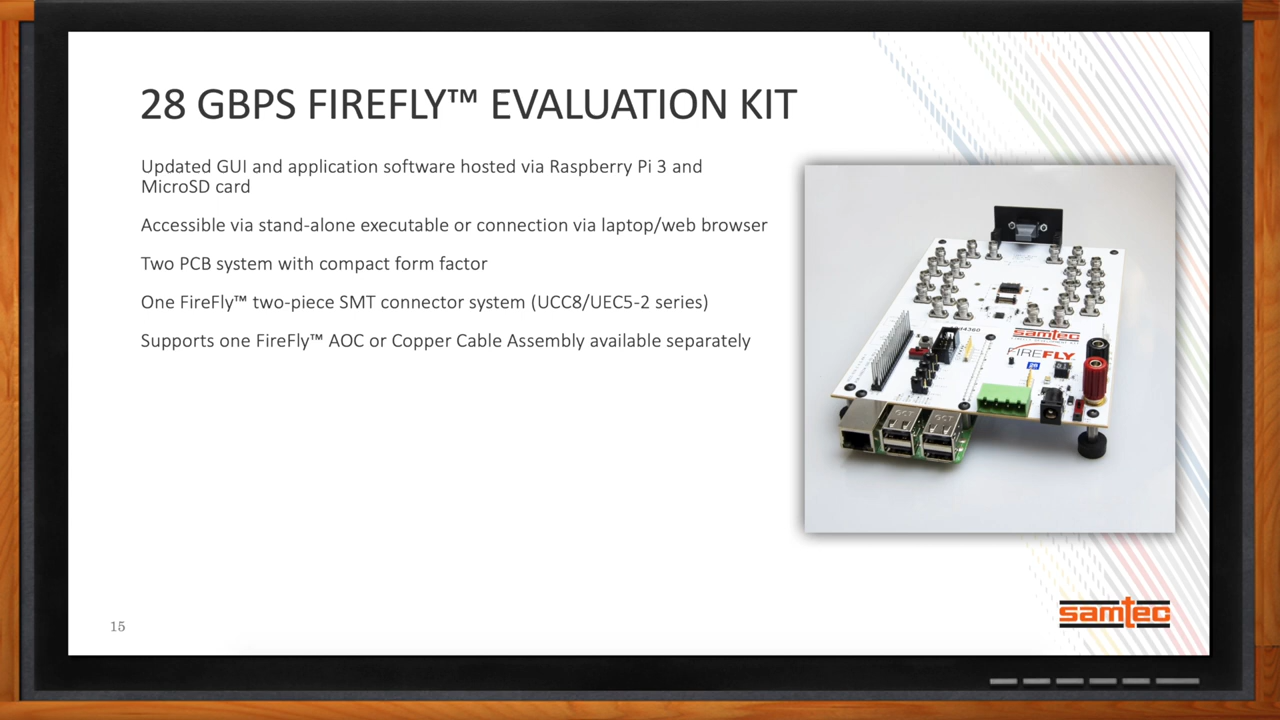 28 GBPS FIREFLY™ EVALUATION KIT
Updated GUI and application software hosted via Raspberry Pi 3 and
MicroSD card
Accessible via stand-alone executable or connection via laptop/web browser
Two PCB system with compact form factor
One FireFly™ two-piece SMT connector system (UCC8/UEC5-2 series)
Supports one FireFly™ AOC or Copper Cable Assembly available separately
samtec
FIREFLY
GCT
GCT
15
samtec